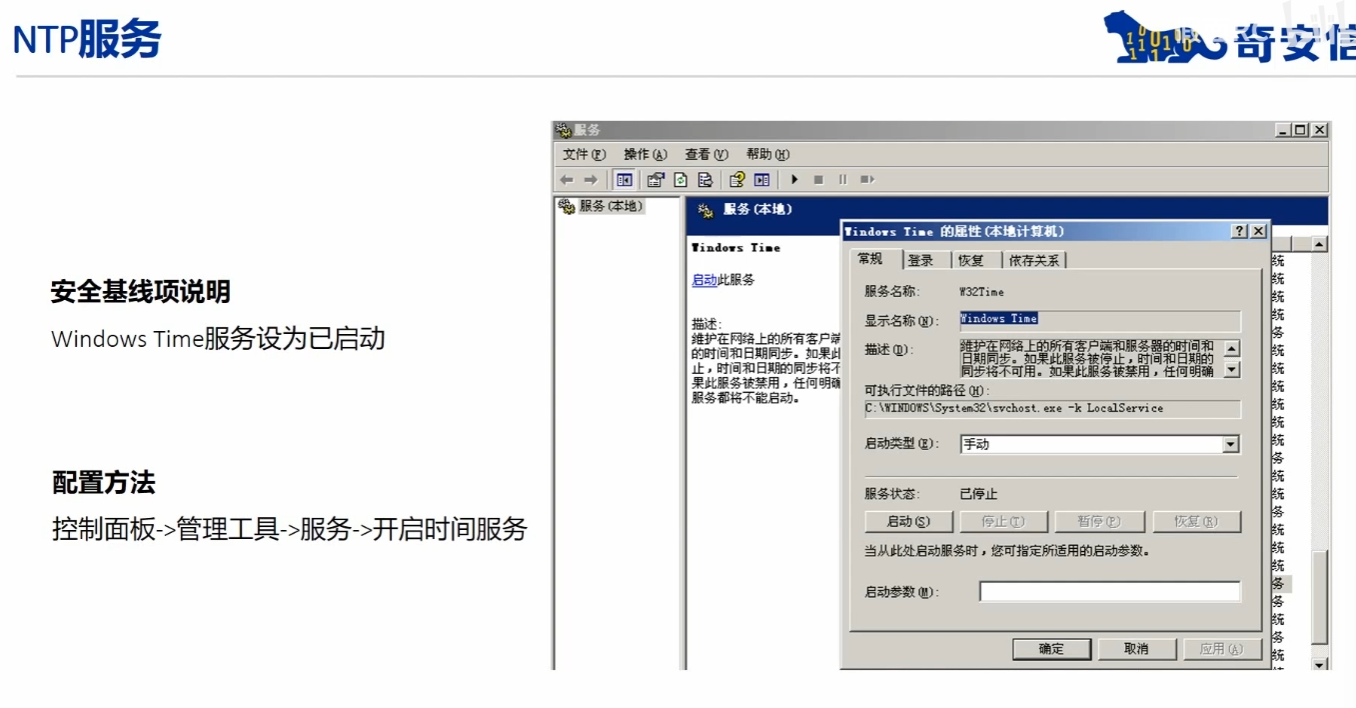 NTP服务
奇安信
安全基线项说明
Windows Time服务设为已启动
配置方法
控制面板->管理工具->服务->开启时间服务
服务
文件(F) 操作(A) 查看(V) 帮助(H)
服务(本地)
服务(本地)
Windows Time
启动此服务
描述:
维护在网络上的所有客户端
的时间和日期同步。如果此
止，时间和日期的同步将不
果此服务被禁用，任何明确
服务都将不能启动。
Windows Time 的属性(本地计算机)
常规 登录 恢复 依存关系
服务名称: W32Time
显示名称(N): Windows Time
描述(D): 维护在网络上的所有客户端和服务器的时间和
日期同步。如果此服务被停止，时间和日期的
同步将不可用。如果此服务被禁用，任何明确
可执行文件的路径(H):
C:\WINDOWS\System32\svchost.exe -k LocalService
启动类型(E): 手动
服务状态: 已停止
启动(S) 停止(T) 暂停(P) 恢复(R)
当从此处启动服务时，您可指定所适用的启动参数。
启动参数(M):
确定 取消 应用(A)
统
统
统
统
务
统
统
统
统
统
统
务
统
统
务
统
统
统
务
务
统
务
统